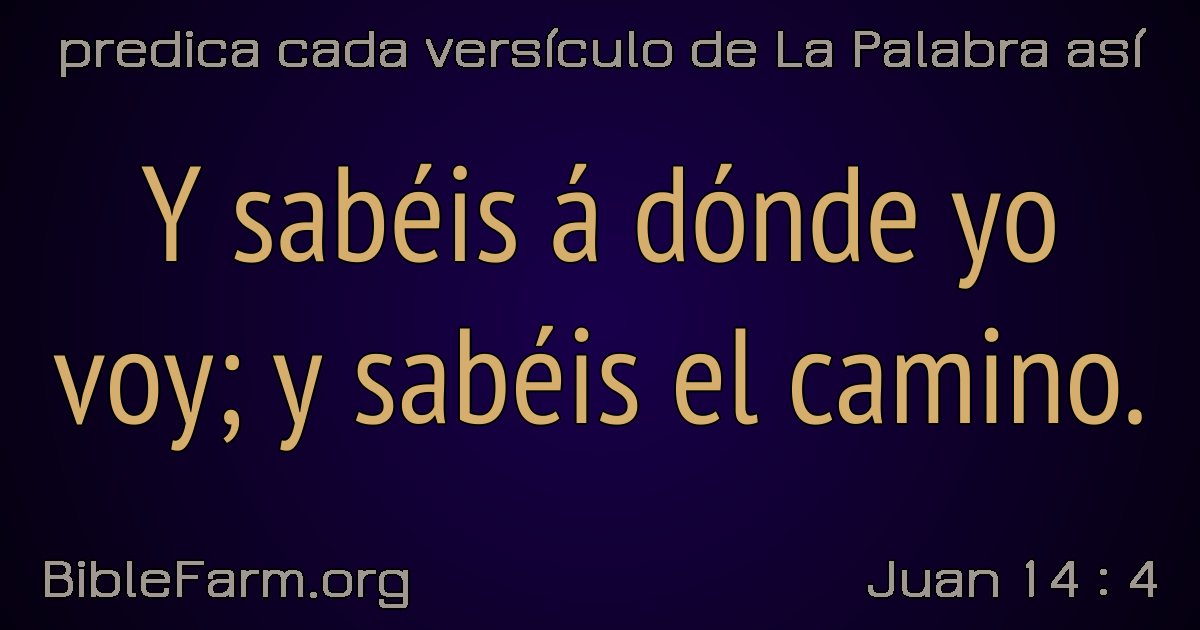 predica cada versículo de La Palabra así
Y sabéis á dónde yo
voy; y sabéis el camino.
BibleFarm.org
Juan 14 : 4